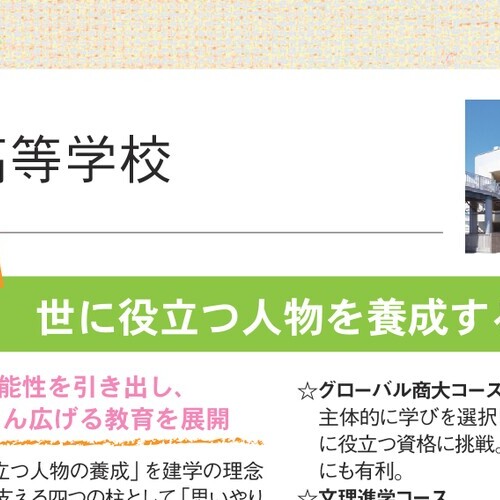 高等学校
世に役立つ人物を養成する
能性を引き出し、
ん広げる教育を展開
立つ人物の養成」を建学の理念
支える四つの柱として「思いやり
☆グローバル商大コース
主体的に学びを選択
に役立つ資格に挑戦。
にも有利。
☆文理進学コース